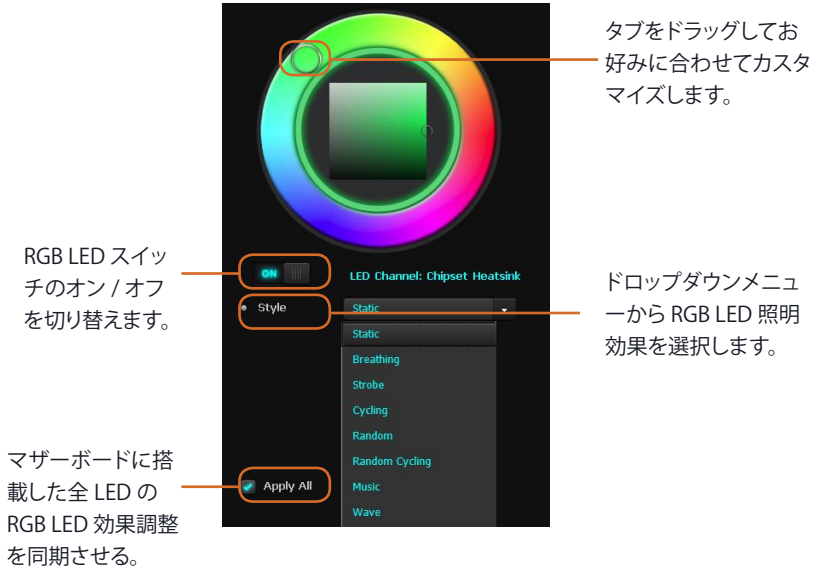 タブをドラッグしてお
好みに合わせてカスタ
マイズします。
RGB LED スイッ
チのオン / オフ
を切り替えます。
ON
LED Channel: Chipset Heatsink
Style
Static
ドロップダウンメニュ
ーから RGB LED 照明
効果を選択します。
Static
Breathing
Strobe
Cycling
Random
Random Cycling
Music
Wave
マザーボードに搭
載した全 LED の
RGB LED 効果調整
を同期させる。
Apply All